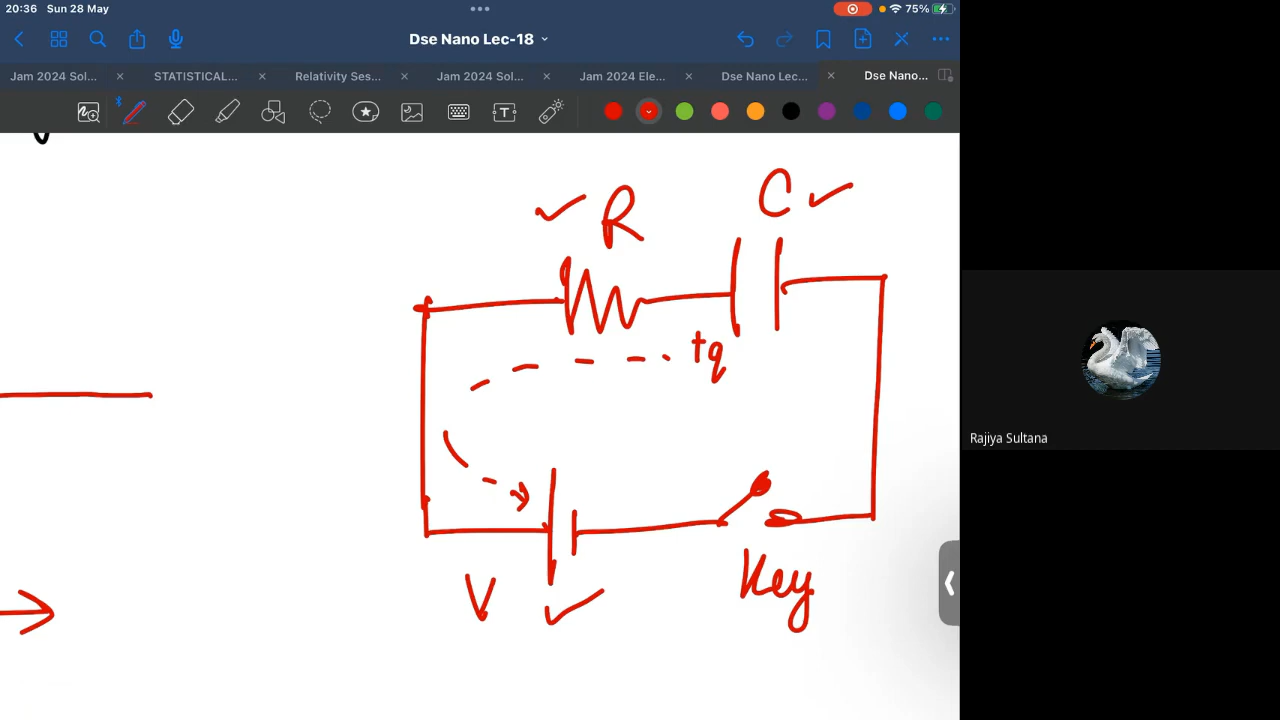 20:36 Sun 28 May
75%
Dse Nano Lec-18
Jam 2024 Sol...
STATISTICAL...
Relativity Ses...
Jam 2024 Sol...
Jam 2024 Ele...
Dse Nano Lec...
Dse Nano...
T
R
C
+q
V
Key
Rajiya Sultana